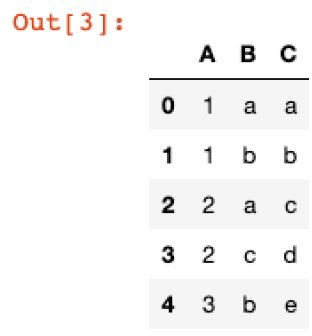 Out[3]:
A B C
0 1 a a
1 1 b b
2 2 a c
3 2 c d
4 3 b e